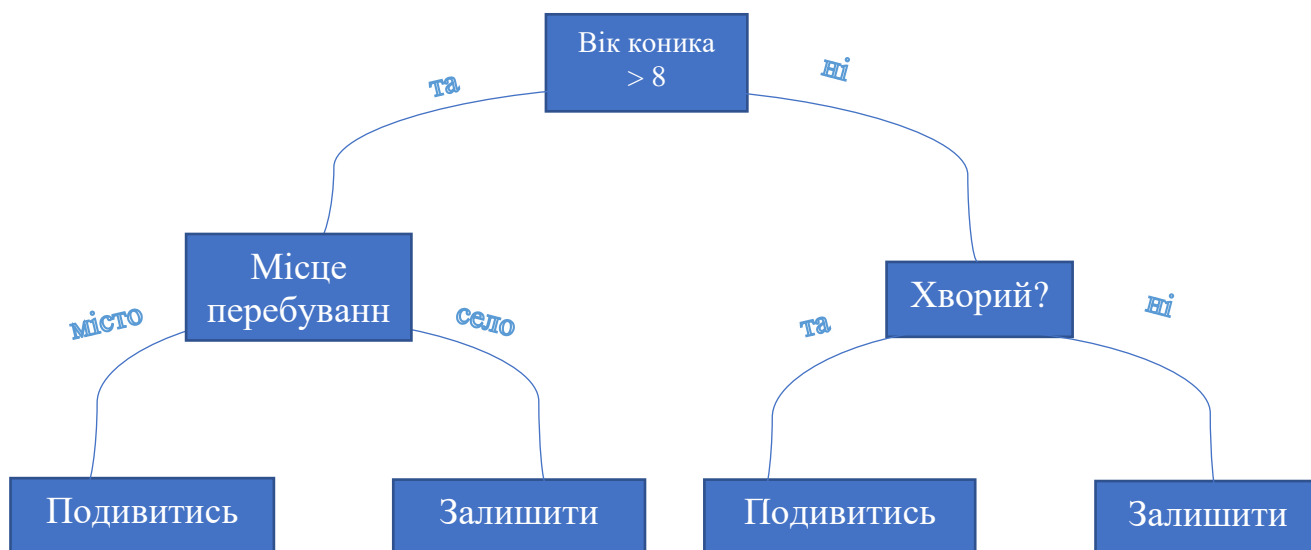 Вік коника
> 8
та
ні
Місце
перебуванн
Хворий?
місто
село
та
ні
Подивитись
Залишити
Подивитись
Залишити